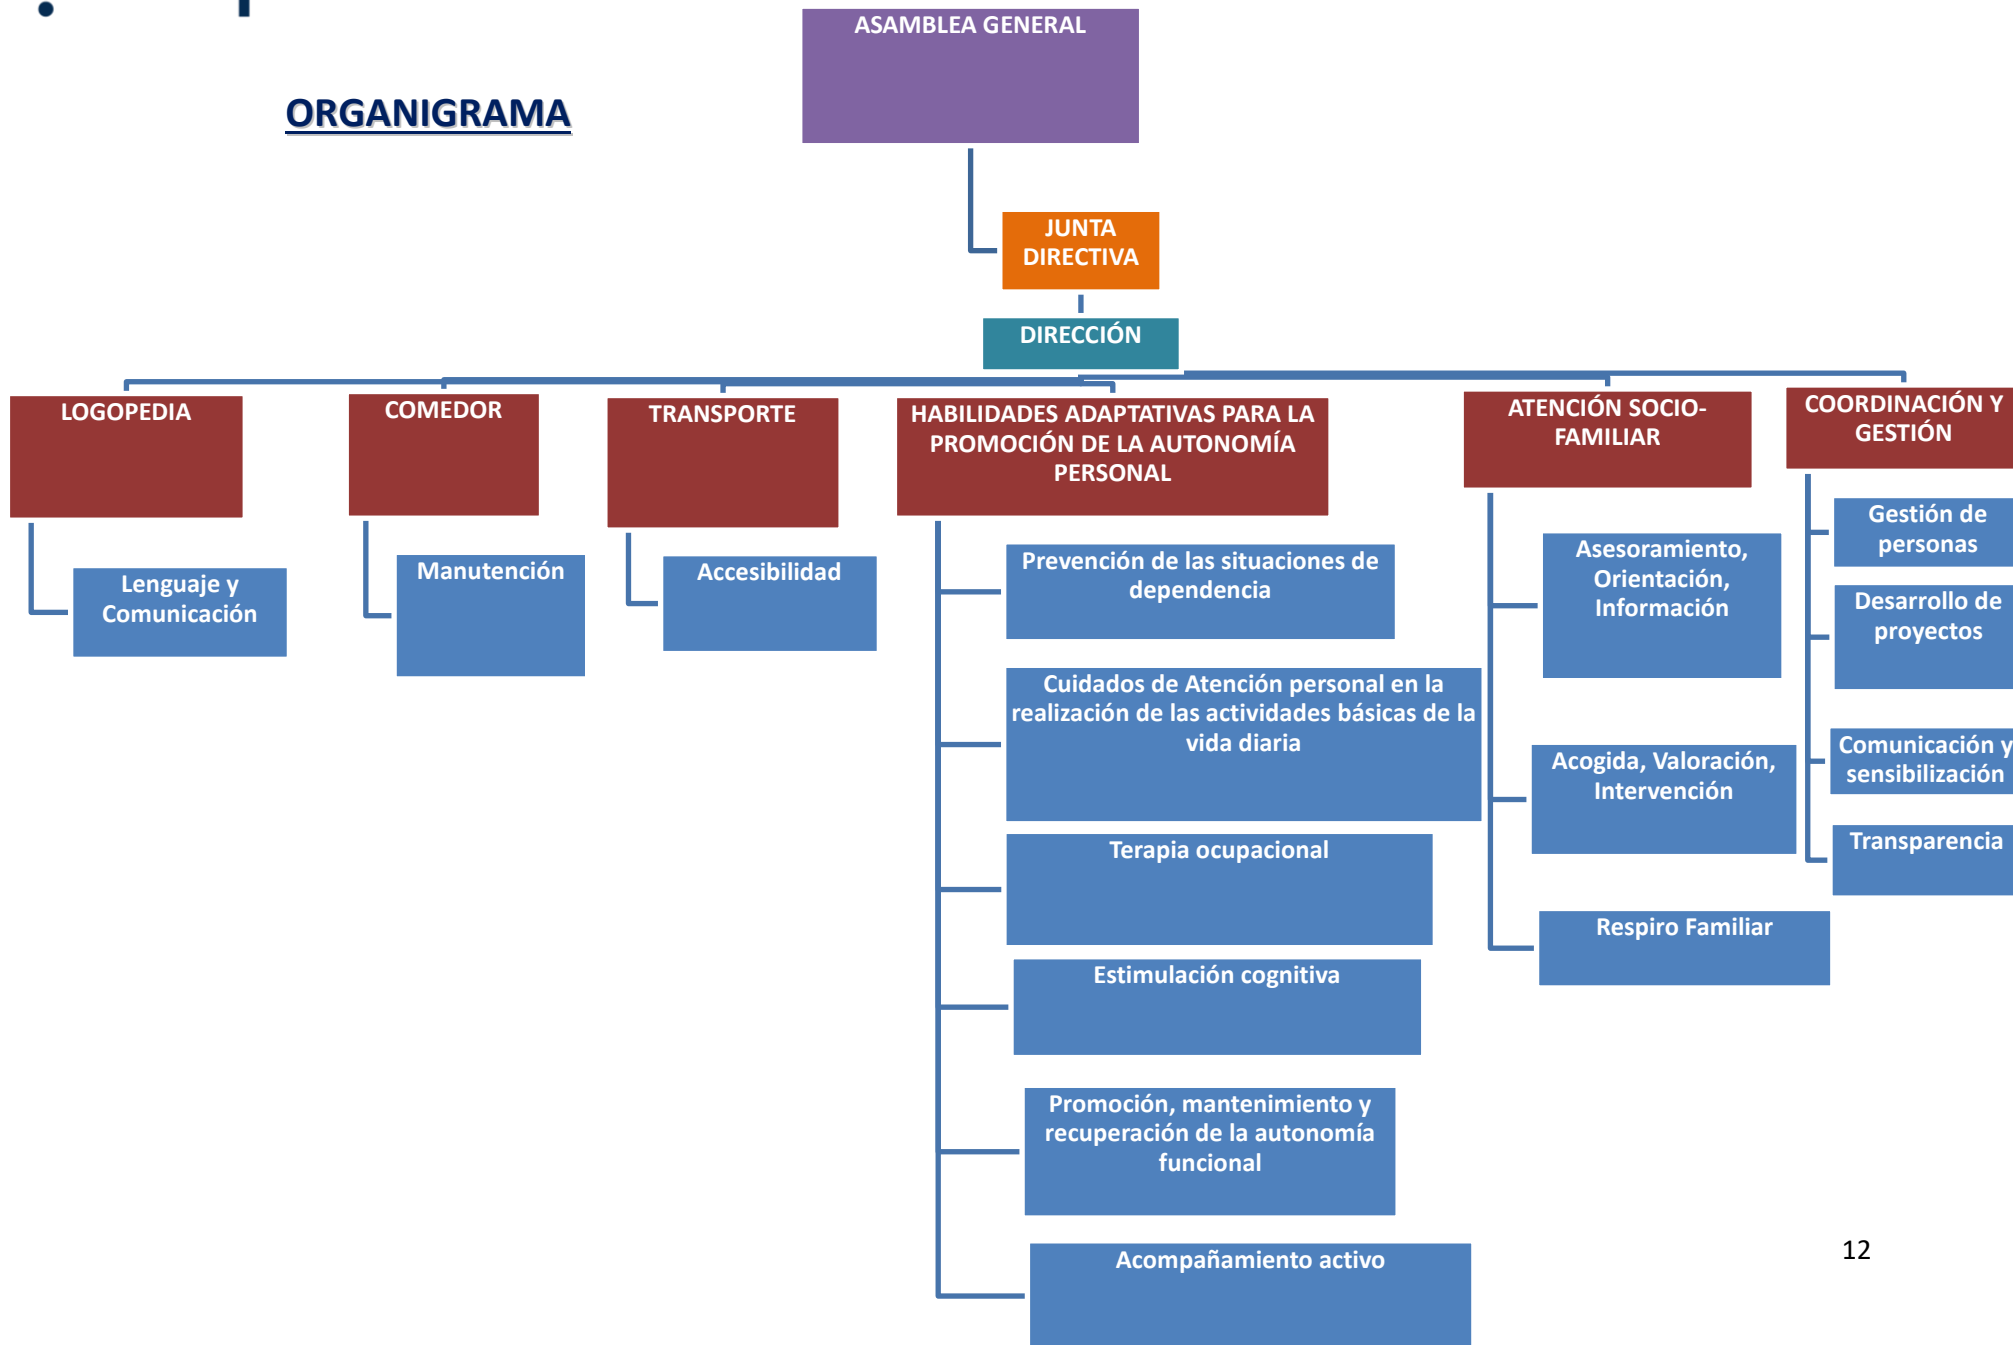 ASAMBLEA GENERAL
ORGANIGRAMA
JUNTA
DIRECTIVA
DIRECCIÓN
LOGOPEDIA
Lenguaje y
Comunicación
COMEDOR
Manutención
TRANSPORTE
Accesibilidad
HABILIDADES ADAPTATIVAS PARA LA
PROMOCIÓN DE LA AUTONOMÍA
PERSONAL
Prevención de las situaciones de
dependencia
Cuidados de Atención personal en la
realización de las actividades básicas de la
vida diaria
Terapia ocupacional
Estimulación cognitiva
Promoción, mantenimiento y
recuperación de la autonomía
funcional
Acompañamiento activo
ATENCIÓN SOCIO-
FAMILIAR
Asesoramiento,
Orientación,
Información
Acogida, Valoración,
Intervención
Respiro Familiar
COORDINACIÓN Y
GESTIÓN
Gestión de
personas
Desarrollo de
proyectos
Comunicación y
sensibilización
Transparencia
12